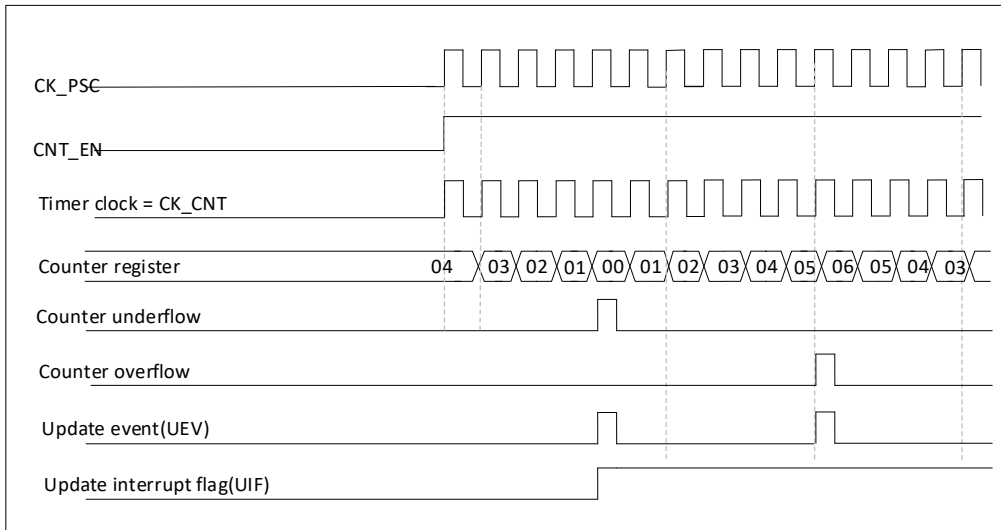 CK_PSC
CNT_EN
Timer clock = CK_CNT
Counter register 04 03 02 01 00 01 02 03 04 05 06 05 04 03
Counter underflow
Counter overflow
Update event(UEV)
Update interrupt flag(UIF)